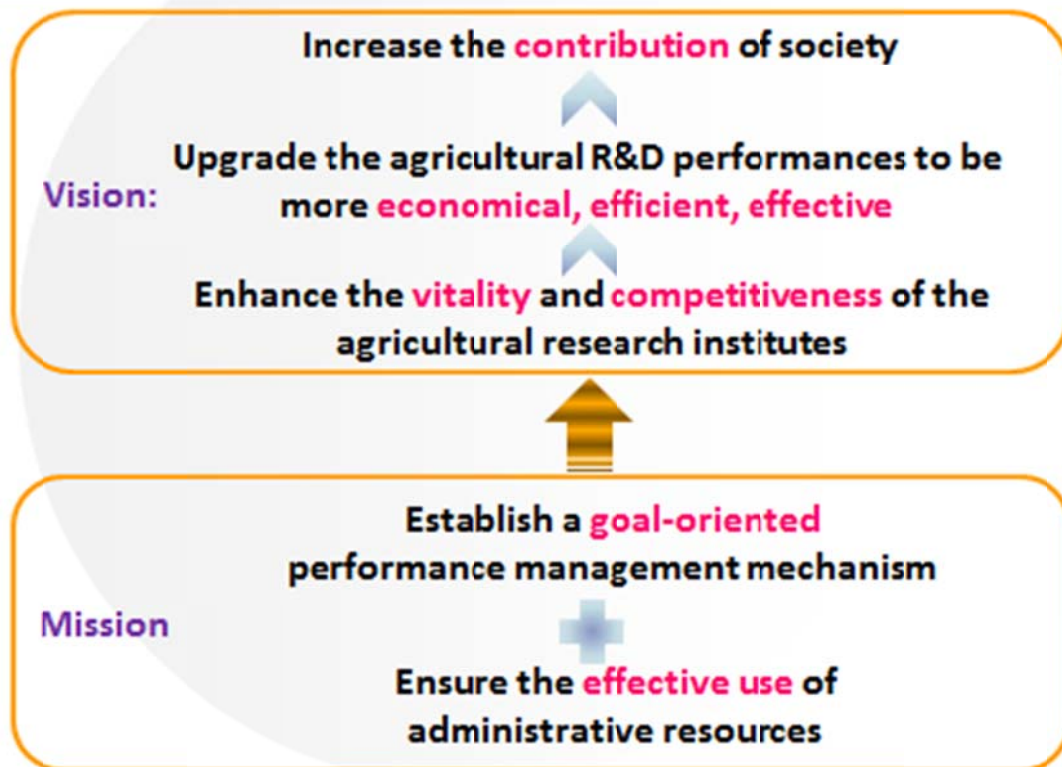 Increase the contribution of society
Upgrade the agricultural R&D performances to be
Vision:
more economical, efficient, effective
Enhance the vitality and competitiveness of the
agricultural research institutes
Establish a goal-oriented
performance management mechanism
Mission
Ensure the effective use of
administrative resources